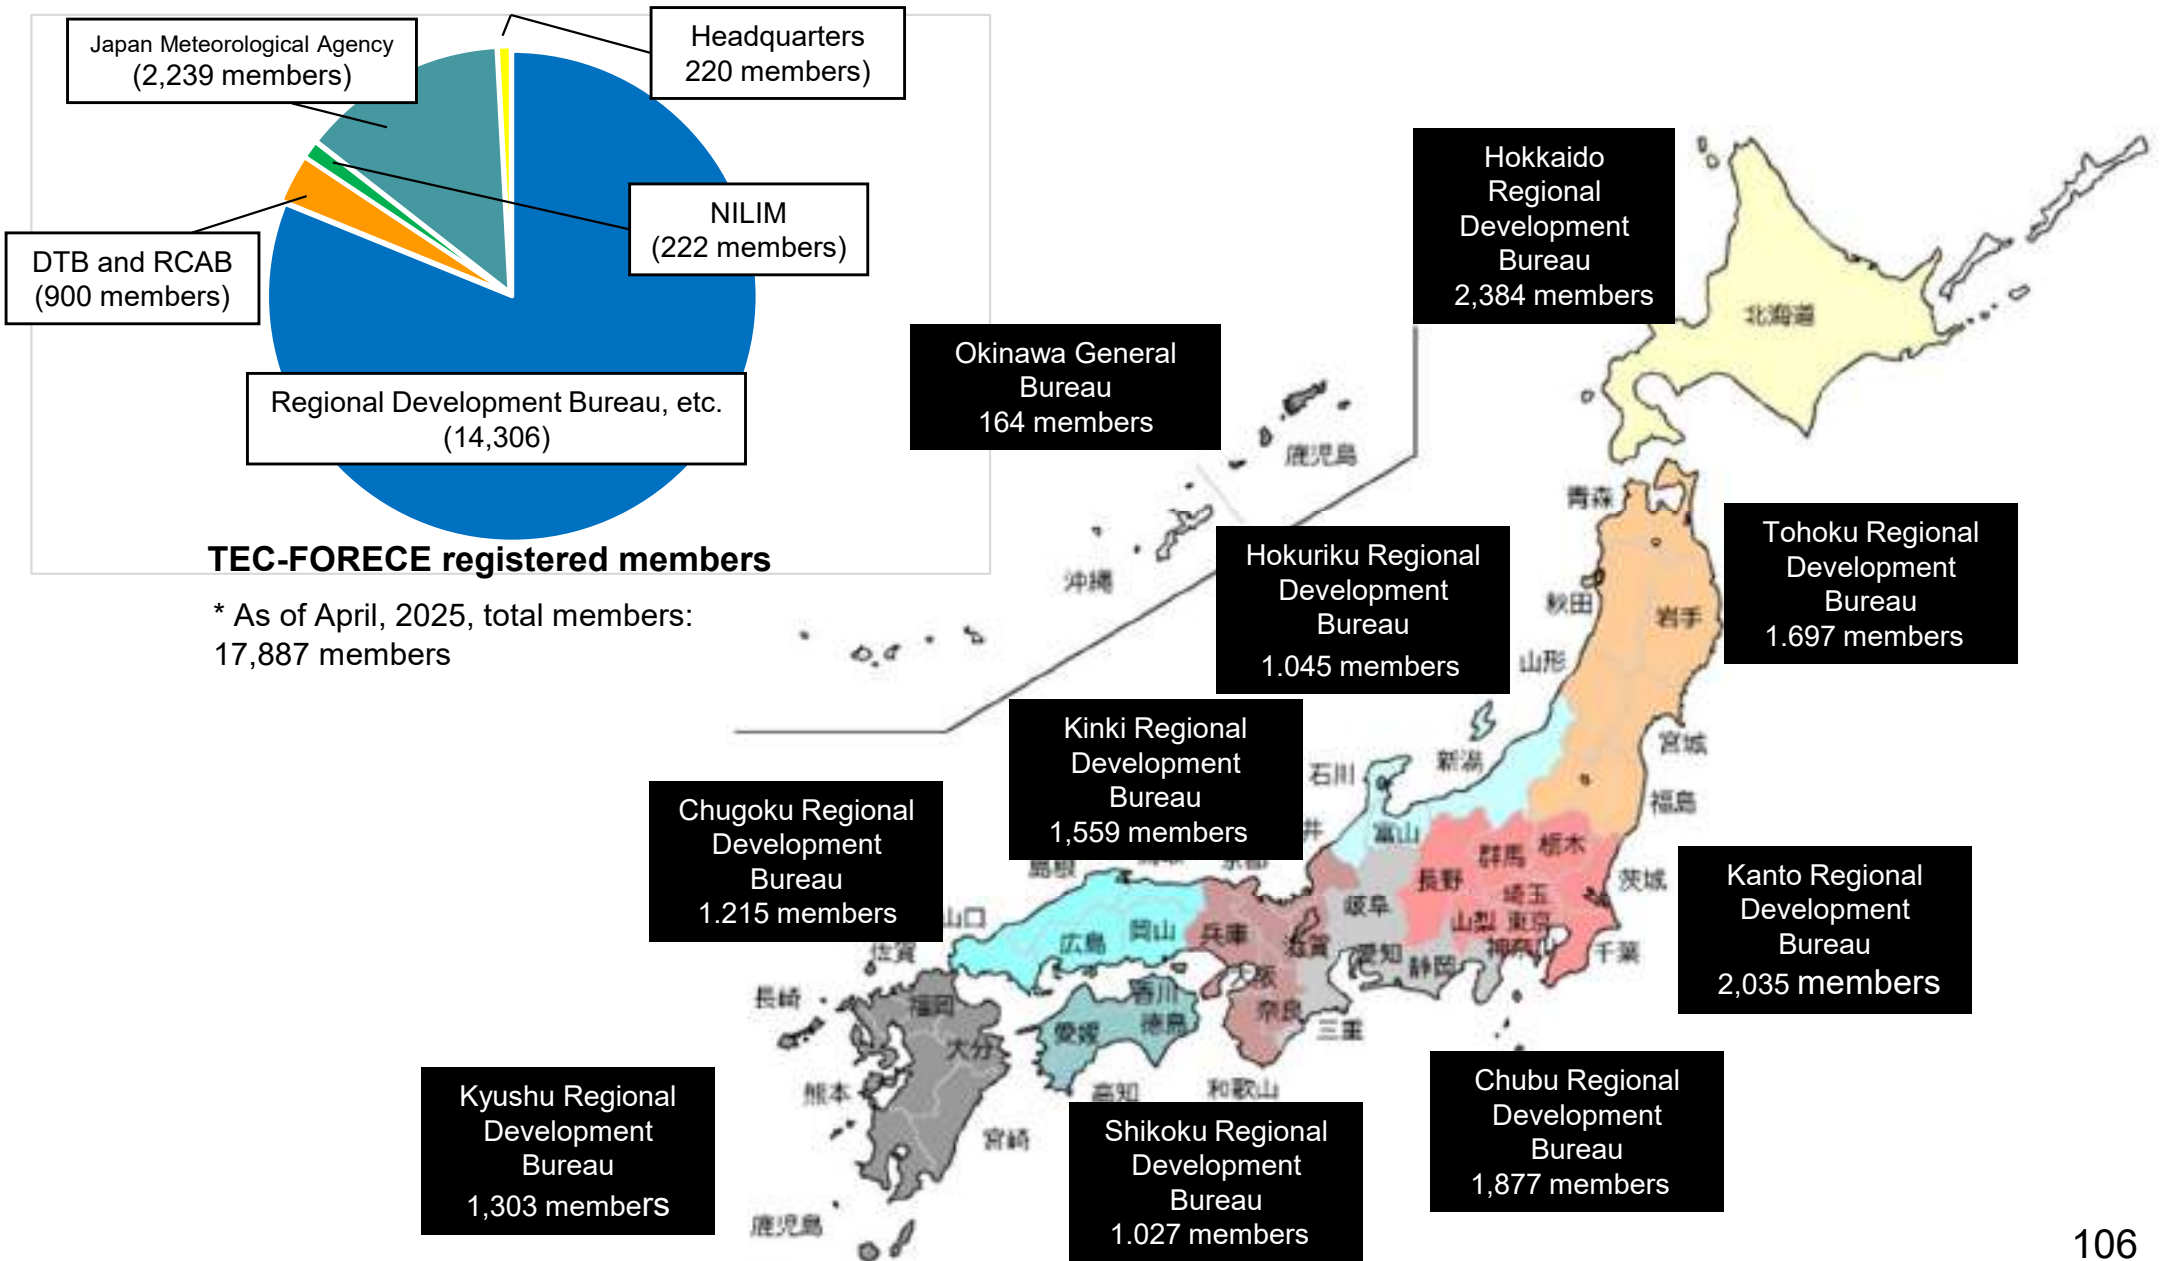 Japan Meteorological Agency
(2,239 members)
Headquarters
220 members)
NILIM
(222 members)
DTB and RCAB
(900 members)
Regional Development Bureau, etc.
(14,306)
TEC-FORECE registered members
* As of April, 2025, total members:
17,887 members
Hokkaido
Regional
Development
Bureau
2,384 members
Okinawa General
Bureau
164 members
Hokuriku Regional
Development
Bureau
1.045 members
Tohoku Regional
Development
Bureau
1.697 members
Kinki Regional
Development
Bureau
1,559 members
Chugoku Regional
Development
Bureau
1.215 members
Kanto Regional
Development
Bureau
2,035 members
Chubu Regional
Development
Bureau
1,877 members
Kyushu Regional
Development
Bureau
1,303 members
Shikoku Regional
Development
Bureau
1.027 members
北海道
鹿児島
沖縄
青森
秋田
岩手
山形
宮城
新潟
福島
石川
富山
井
群馬
栃木
長野
茨城
埼玉
山梨
東京
神奈川
千葉
岐阜
愛知
静岡
三重
滋賀
兵庫
阪
奈良
和歌山
島根
岡山
広島
山口
香川
徳島
愛媛
高知
佐賀
長崎
福岡
大分
熊本
宮崎
鹿児島
106